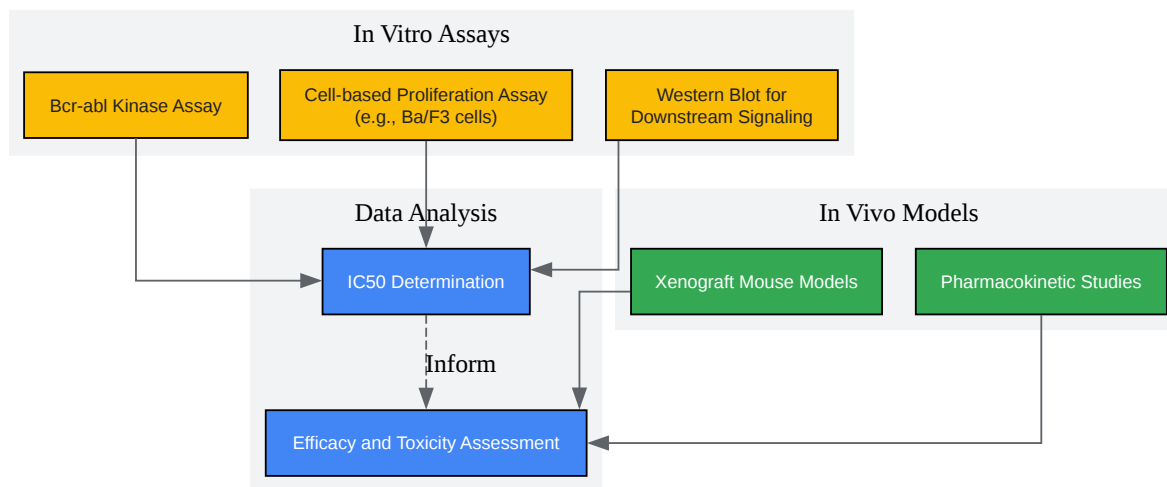 In Vitro Assays
Bcr-abl Kinase Assay
Cell-based Proliferation Assay
(e.g., Ba/F3 cells)
Western Blot for
Downstream Signaling
Data Analysis
In Vivo Models
IC50 Determination
Xenograft Mouse Models
Pharmacokinetic Studies
Inform
Efficacy and Toxicity Assessment